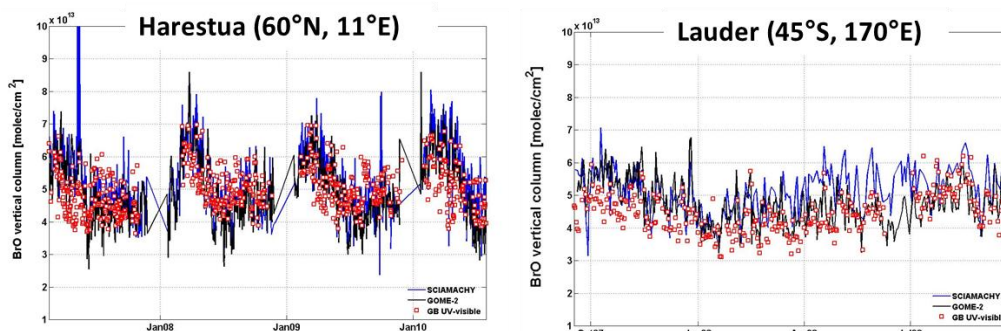 Harestua (60°N, 11°E)
x 10^13
BrO vertical column [molec/cm²]
10
9
8
7
6
5
4
3
2
1
Jan08
Jan09
Jan10
SCIAMACHY
GOME-2
GB UV-visible
Lauder (45°S, 170°E)
x 10^13
BrO vertical column [molec/cm²]
10
9
8
7
6
5
4
3
2
1
SCIAMACHY
GOME-2
GB UV-visible